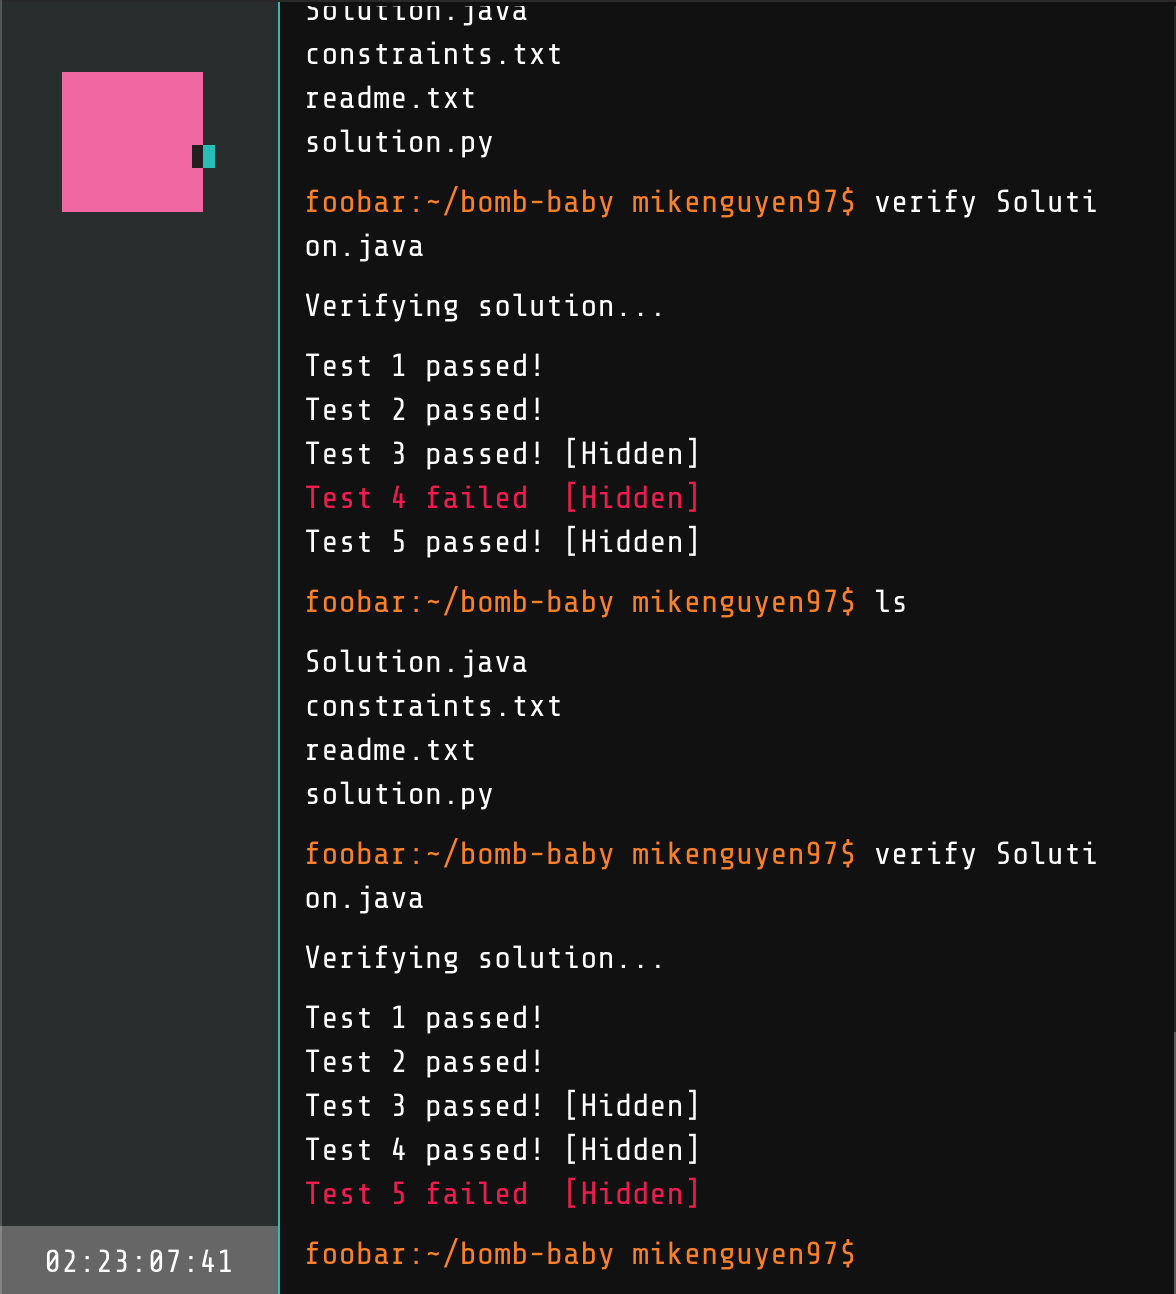 Solution.java
constraints.txt
readme.txt
solution.py
foobar:~/bomb-baby mikenguyen97$ verify Soluti
on.java
Verifying solution...
Test 1 passed!
Test 2 passed!
Test 3 passed! [Hidden]
Test 4 failed  [Hidden]
Test 5 passed! [Hidden]
foobar:~/bomb-baby mikenguyen97$ ls
Solution.java
constraints.txt
readme.txt
solution.py
foobar:~/bomb-baby mikenguyen97$ verify Soluti
on.java
Verifying solution...
Test 1 passed!
Test 2 passed!
Test 3 passed! [Hidden]
Test 4 passed! [Hidden]
Test 5 failed  [Hidden]
foobar:~/bomb-baby mikenguyen97$
02:23:07:41